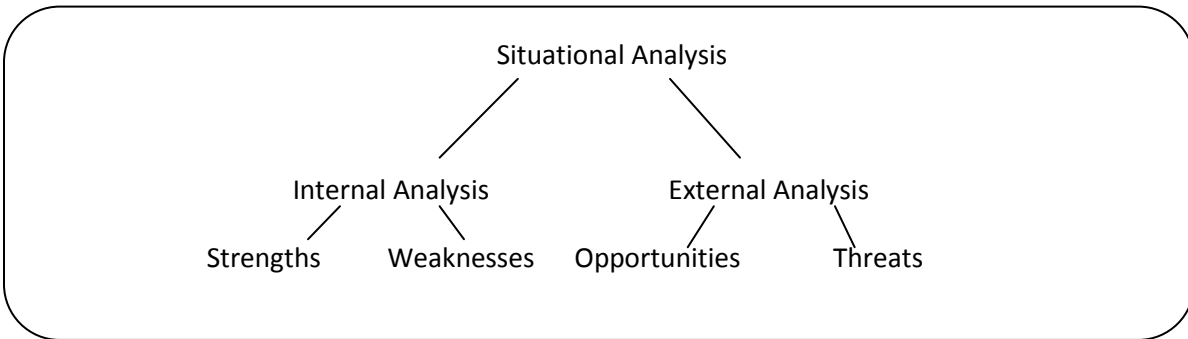 Situational Analysis
Internal Analysis External Analysis
Strengths Weaknesses Opportunities Threats